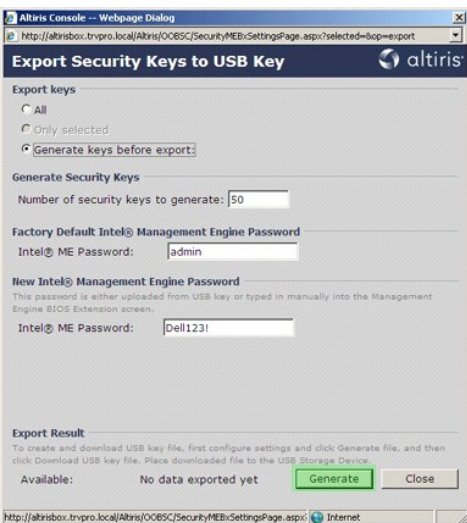 Altiris Console -- Webpage Dialog
http://altirisbox.trvpro.local/Altiris/OOBSC/SecurityMEBxSettingsPage.aspx?selected=&op=export
Export Security Keys to USB Key
altiris
Export keys
All
Only selected
Generate keys before export:
Generate Security Keys
Number of security keys to generate: 50
Factory Default Intel® Management Engine Password
Intel® ME Password: admin
New Intel® Management Engine Password
This password is either uploaded from USB key or typed in manually into the Management
Engine BIOS Extension screen.
Intel® ME Password: Dell123!
Export Result
To create and download USB key file, first configure settings and click Generate file, and then
click Download USB key file. Place downloaded file to the USB Storage Device.
Available: No data exported yet Generate Close
http://altirisbox.trvpro.local/Altiris/OOBSC/SecurityMEBxSettingsPage.aspx? Internet